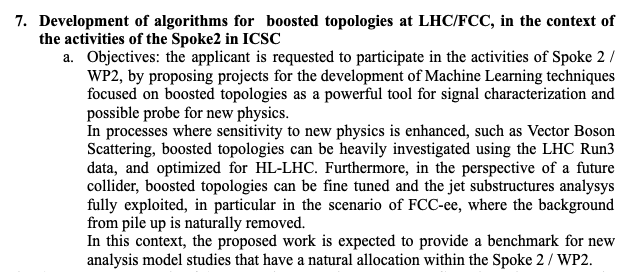 7. Development of algorithms for boosted topologies at LHC/FCC, in the context of
the activities of the Spoke2 in ICSC
a. Objectives: the applicant is requested to participate in the activities of Spoke 2 /
WP2, by proposing projects for the development of Machine Learning techniques
focused on boosted topologies as a powerful tool for signal characterization and
possible probe for new physics.
In processes where sensitivity to new physics is enhanced, such as Vector Boson
Scattering, boosted topologies can be heavily investigated using the LHC Run3
data, and optimized for HL-LHC. Furthermore, in the perspective of a future
collider, boosted topologies can be fine tuned and the jet substructures analysys
fully exploited, in particular in the scenario of FCC-ee, where the background
from pile up is naturally removed.
In this context, the proposed work is expected to provide a benchmark for new
analysis model studies that have a natural allocation within the Spoke 2 / WP2.